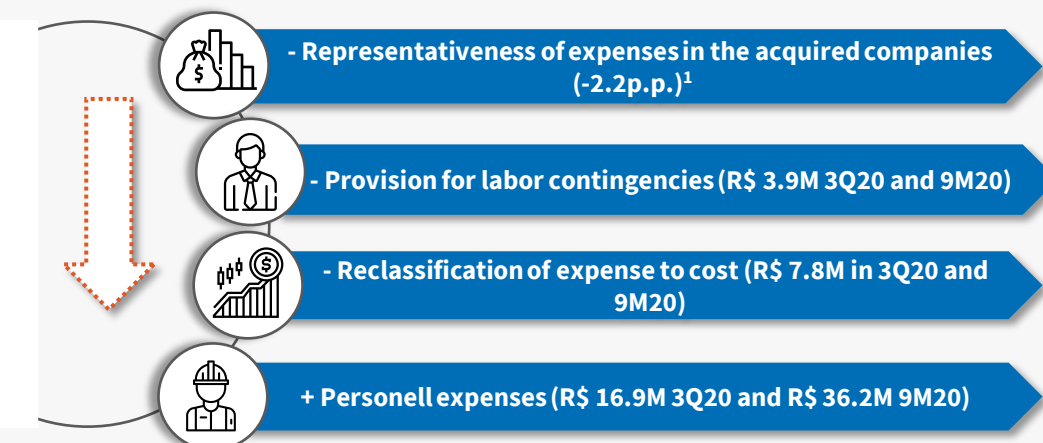 - Representativeness of expenses in the acquired companies
(-2.2p.p.)¹
- Provision for labor contingencies (R$ 3.9M 3Q20 and 9M20)
- Reclassification of expense to cost (R$ 7.8M in 3Q20 and
9M20)
+ Personell expenses (R$ 16.9M 3Q20 and R$ 36.2M 9M20)